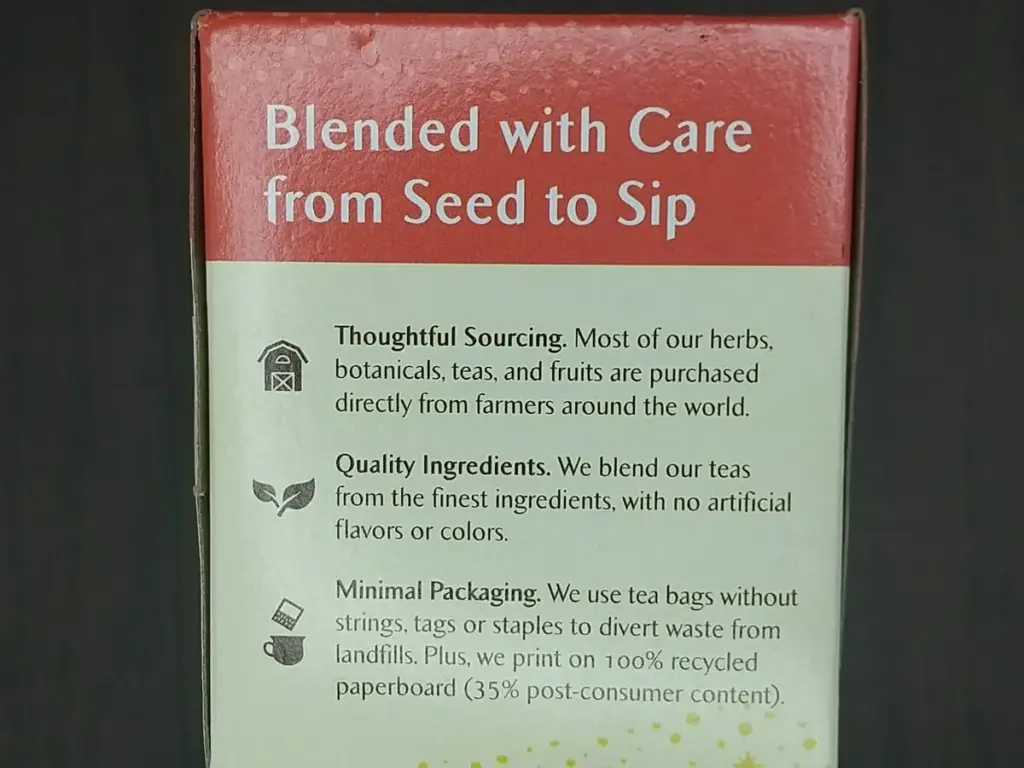 Blended with Care
from Seed to Sip
Thoughtful Sourcing. Most of our herbs,
botanicals, teas, and fruits are purchased
directly from farmers around the world.
Quality Ingredients. We blend our teas
from the finest ingredients, with no artificial
flavors or colors.
Minimal Packaging. We use tea bags without
strings, tags or staples to divert waste from
landfills. Plus, we print on 100% recycled
paperboard (35% post-consumer content).